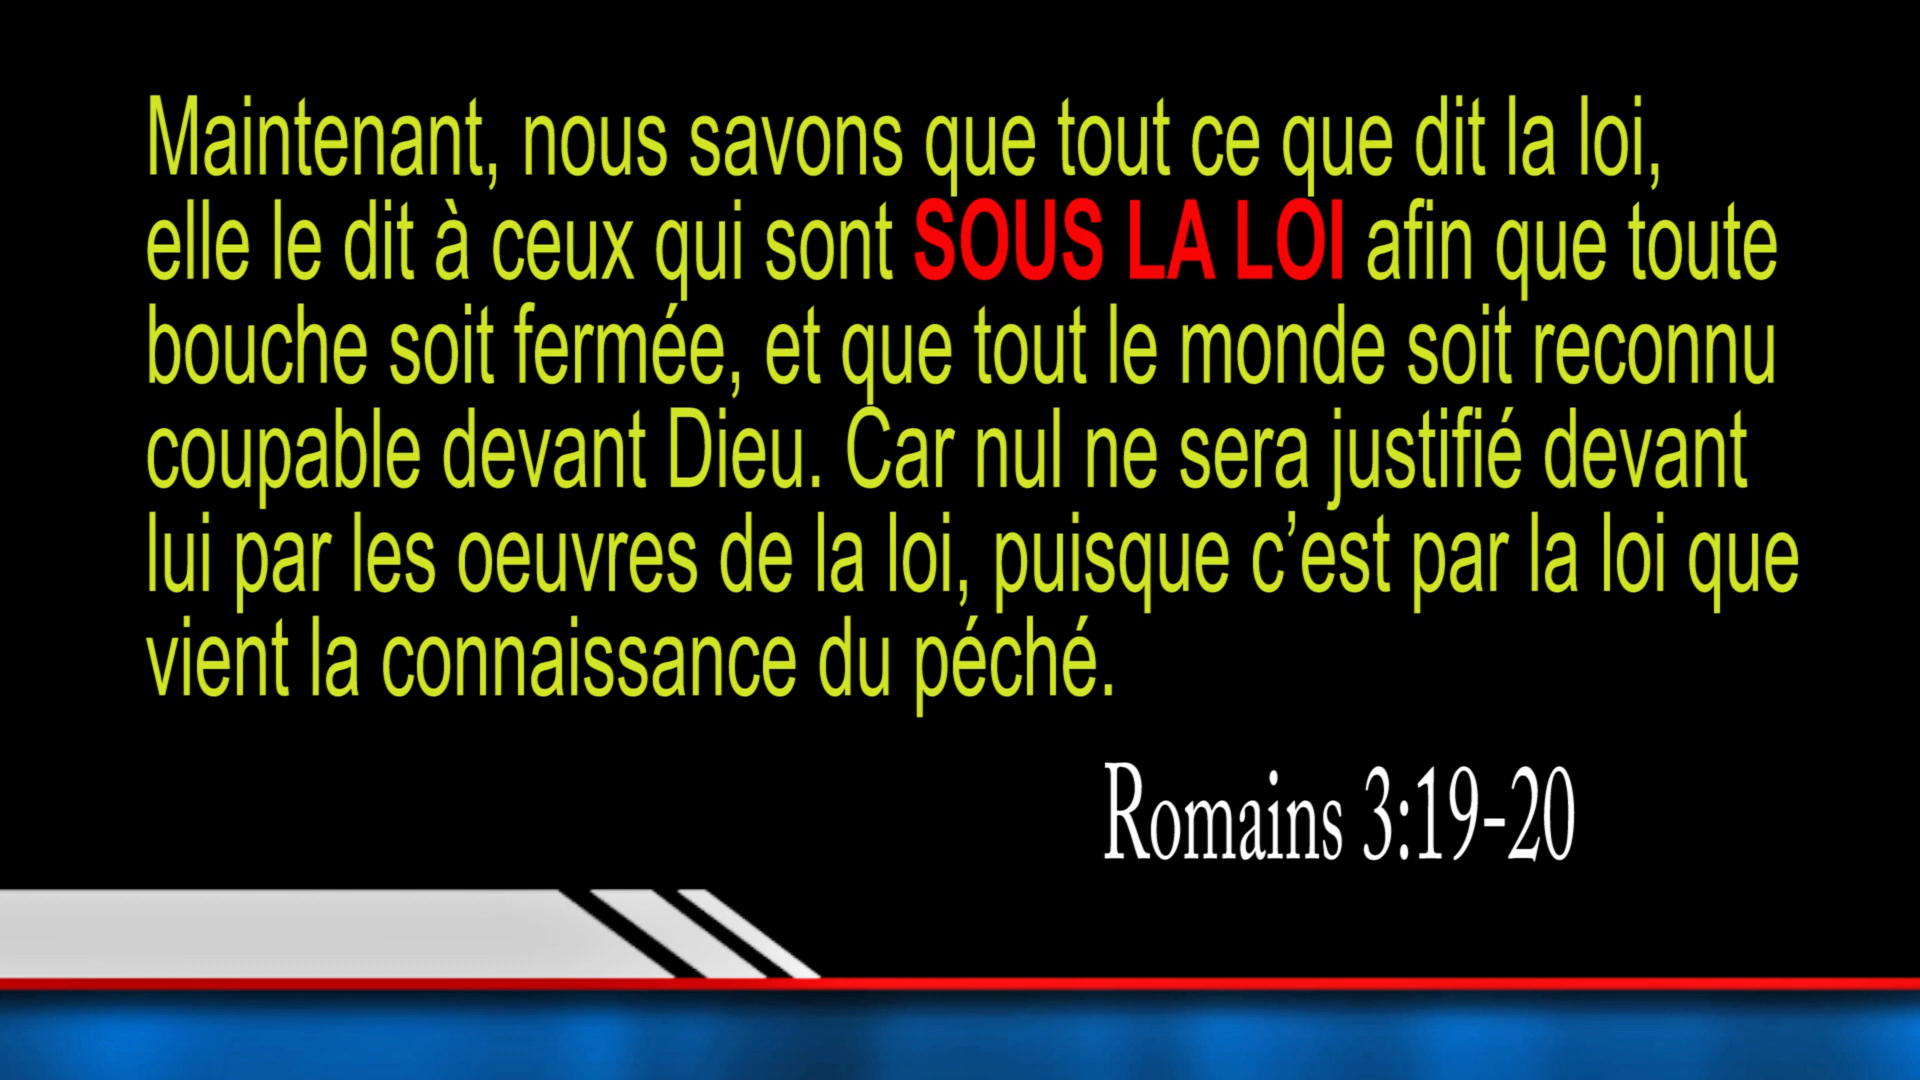 Maintenant, nous savons que tout ce que dit la loi,
elle le dit à ceux qui sont SOUS LA LOI afin que toute
bouche soit fermée, et que tout le monde soit reconnu
coupable devant Dieu. Car nul ne sera justifié devant
lui par les oeuvres de la loi, puisque c’est par la loi que
vient la connaissance du péché.
Romains 3:19-20